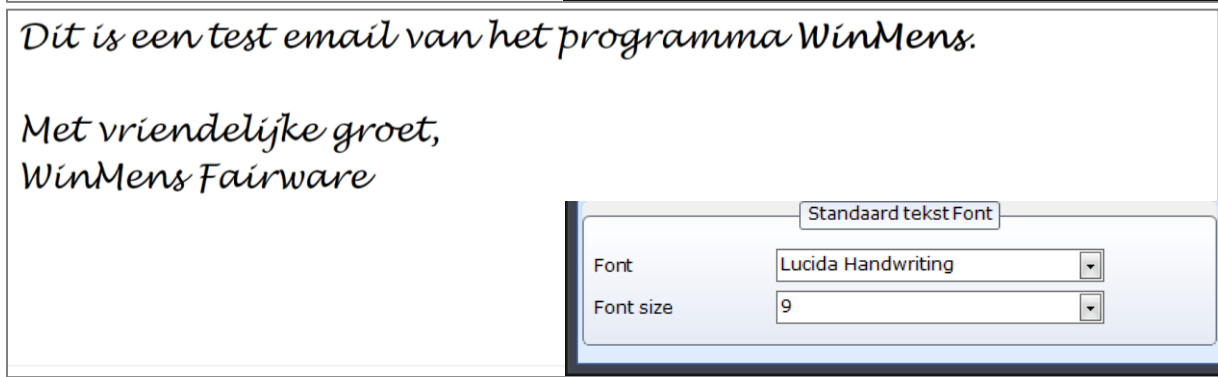 Dit is een test email van het programma WinMens.
Met vriendelijke groet,
WinMens Fairware
Standaard tekst Font
Font Lucida Handwriting
Font size 9